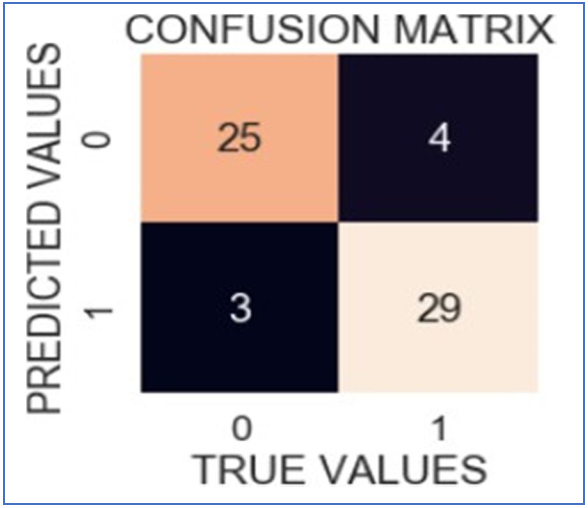 CONFUSION MATRIX
PREDICTED VALUES
0
25
4
1
3
29
0
1
TRUE VALUES